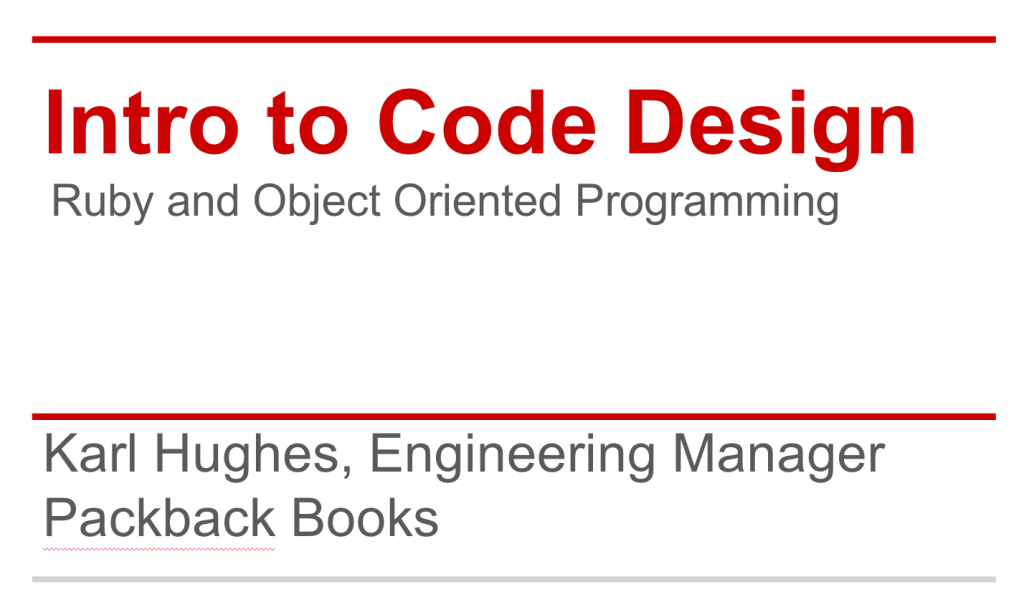 Intro to Code Design
Ruby and Object Oriented Programming
Karl Hughes, Engineering Manager
Packback Books